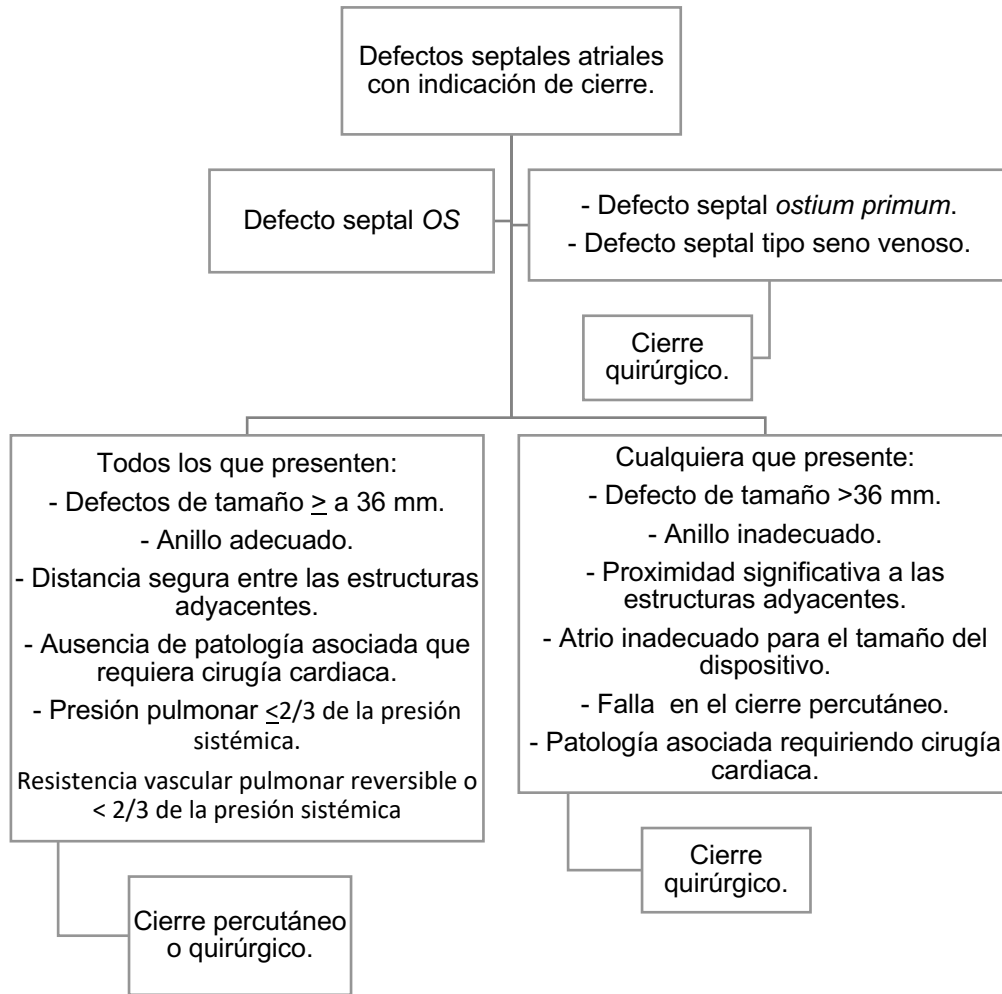 Defectos septales atriales
con indicación de cierre.
Defecto septal OS
- Defecto septal ostium primum.
- Defecto septal tipo seno venoso.
Cierre
quirúrgico.
Todos los que presenten:
- Defectos de tamaño ≥ a 36 mm.
- Anillo adecuado.
- Distancia segura entre las estructuras
adyacentes.
- Ausencia de patología asociada que
requiera cirugía cardiaca.
- Presión pulmonar ≤2/3 de la presión
sistémica.
Resistencia vascular pulmonar reversible o
< 2/3 de la presión sistémica
Cierre percutáneo
o quirúrgico.
Cualquiera que presente:
- Defecto de tamaño >36 mm.
- Anillo inadecuado.
- Proximidad significativa a las
estructuras adyacentes.
- Atrio inadecuado para el tamaño del
dispositivo.
- Falla  en el cierre percutáneo.
- Patología asociada requiriendo cirugía
cardiaca.
Cierre
quirúrgico.